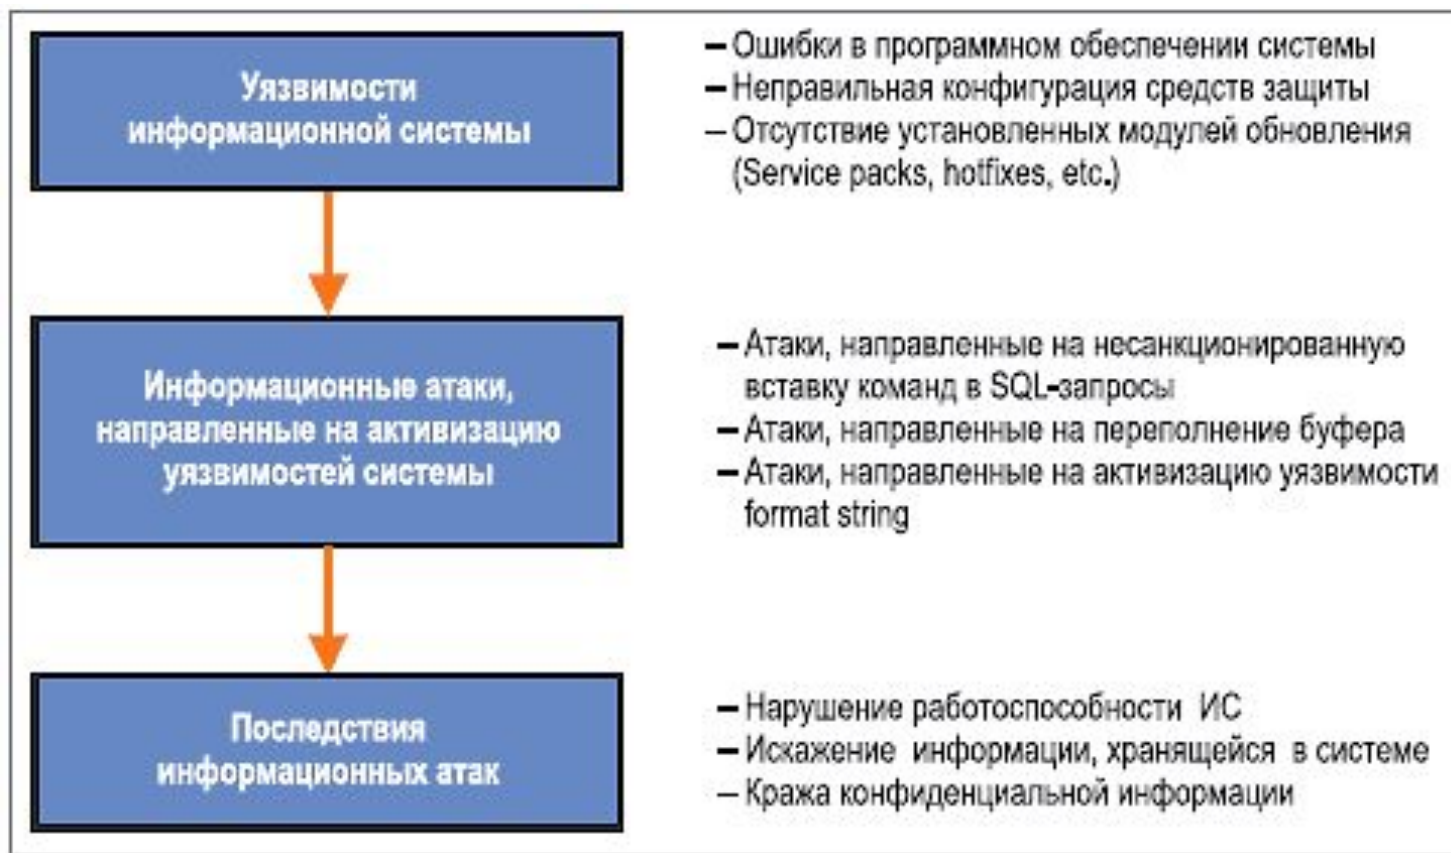 Уязвимости
информационной системы
– Ошибки в программном обеспечении системы
– Неправильная конфигурация средств защиты
– Отсутствие установленных модулей обновления
(Service packs, hotfixes, etc.)
Информационные атаки,
направленные на активизацию
уязвимостей системы
– Атаки, направленные на несанкционированную
вставку команд в SQL-запросы
– Атаки, направленные на переполнение буфера
– Атаки, направленные на активизацию уязвимости
format string
Последствия
информационных атак
– Нарушение работоспособности ИС
– Искажение информации, хранящейся в системе
– Кража конфиденциальной информации